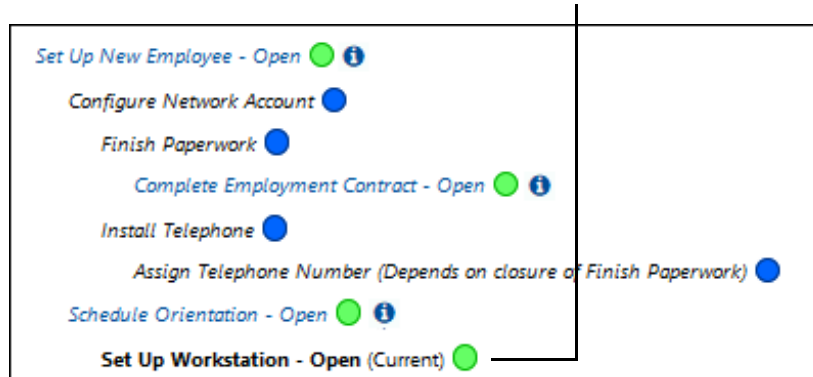 Set Up New Employee - Open
Configure Network Account
Finish Paperwork
Complete Employment Contract - Open
Install Telephone
Assign Telephone Number (Depends on closure of Finish Paperwork)
Schedule Orientation - Open
Set Up Workstation - Open (Current)